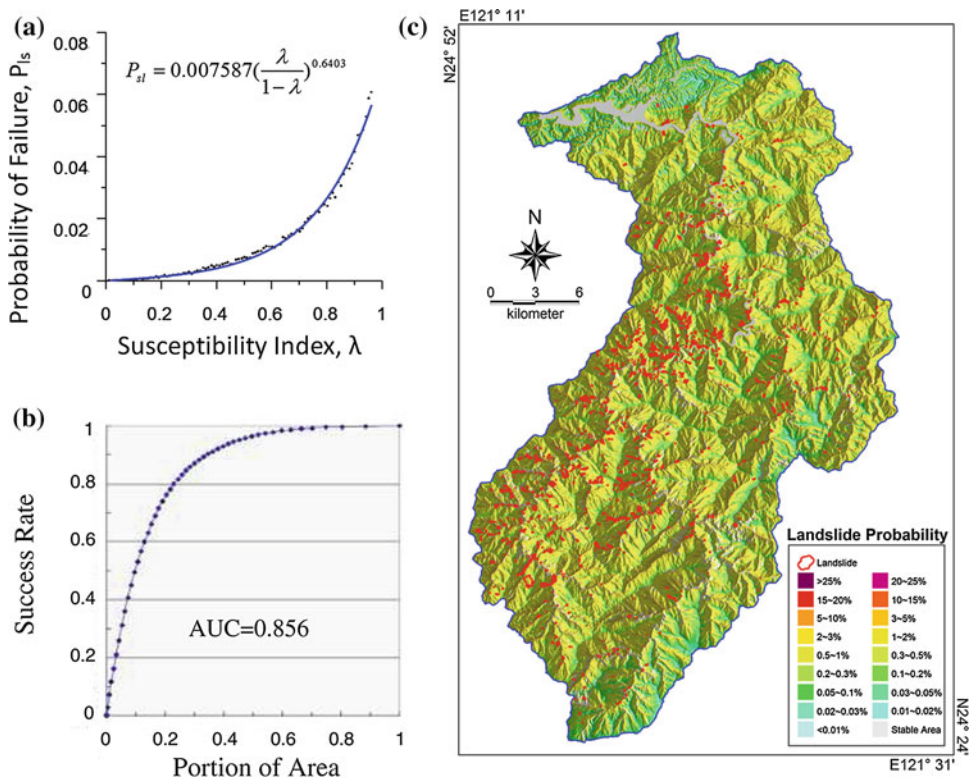 (a)
0.08
0.06
0.04
0.02
0
Probability of Failure, Pls
Psl = 0.007587(λ/1 − λ)^0.6403
0 0.2 0.4 0.6 0.8 1
Susceptibility Index, λ
(b)
1
0.8
0.6
0.4
0.2
0
Success Rate
AUC=0.856
0 0.2 0.4 0.6 0.8 1
Portion of Area
(c)
E121° 11'
N24° 52'
N
0 3 6
kilometer
Landslide Probability
Landslide
>25% 20~25%
15~20% 10~15%
5~10% 3~5%
2~3% 1~2%
0.5~1% 0.3~0.5%
0.2~0.3% 0.1~0.2%
0.05~0.1% 0.03~0.05%
0.02~0.03% 0.01~0.02%
<0.01% Stable Area
N24° 24'
E121° 31'